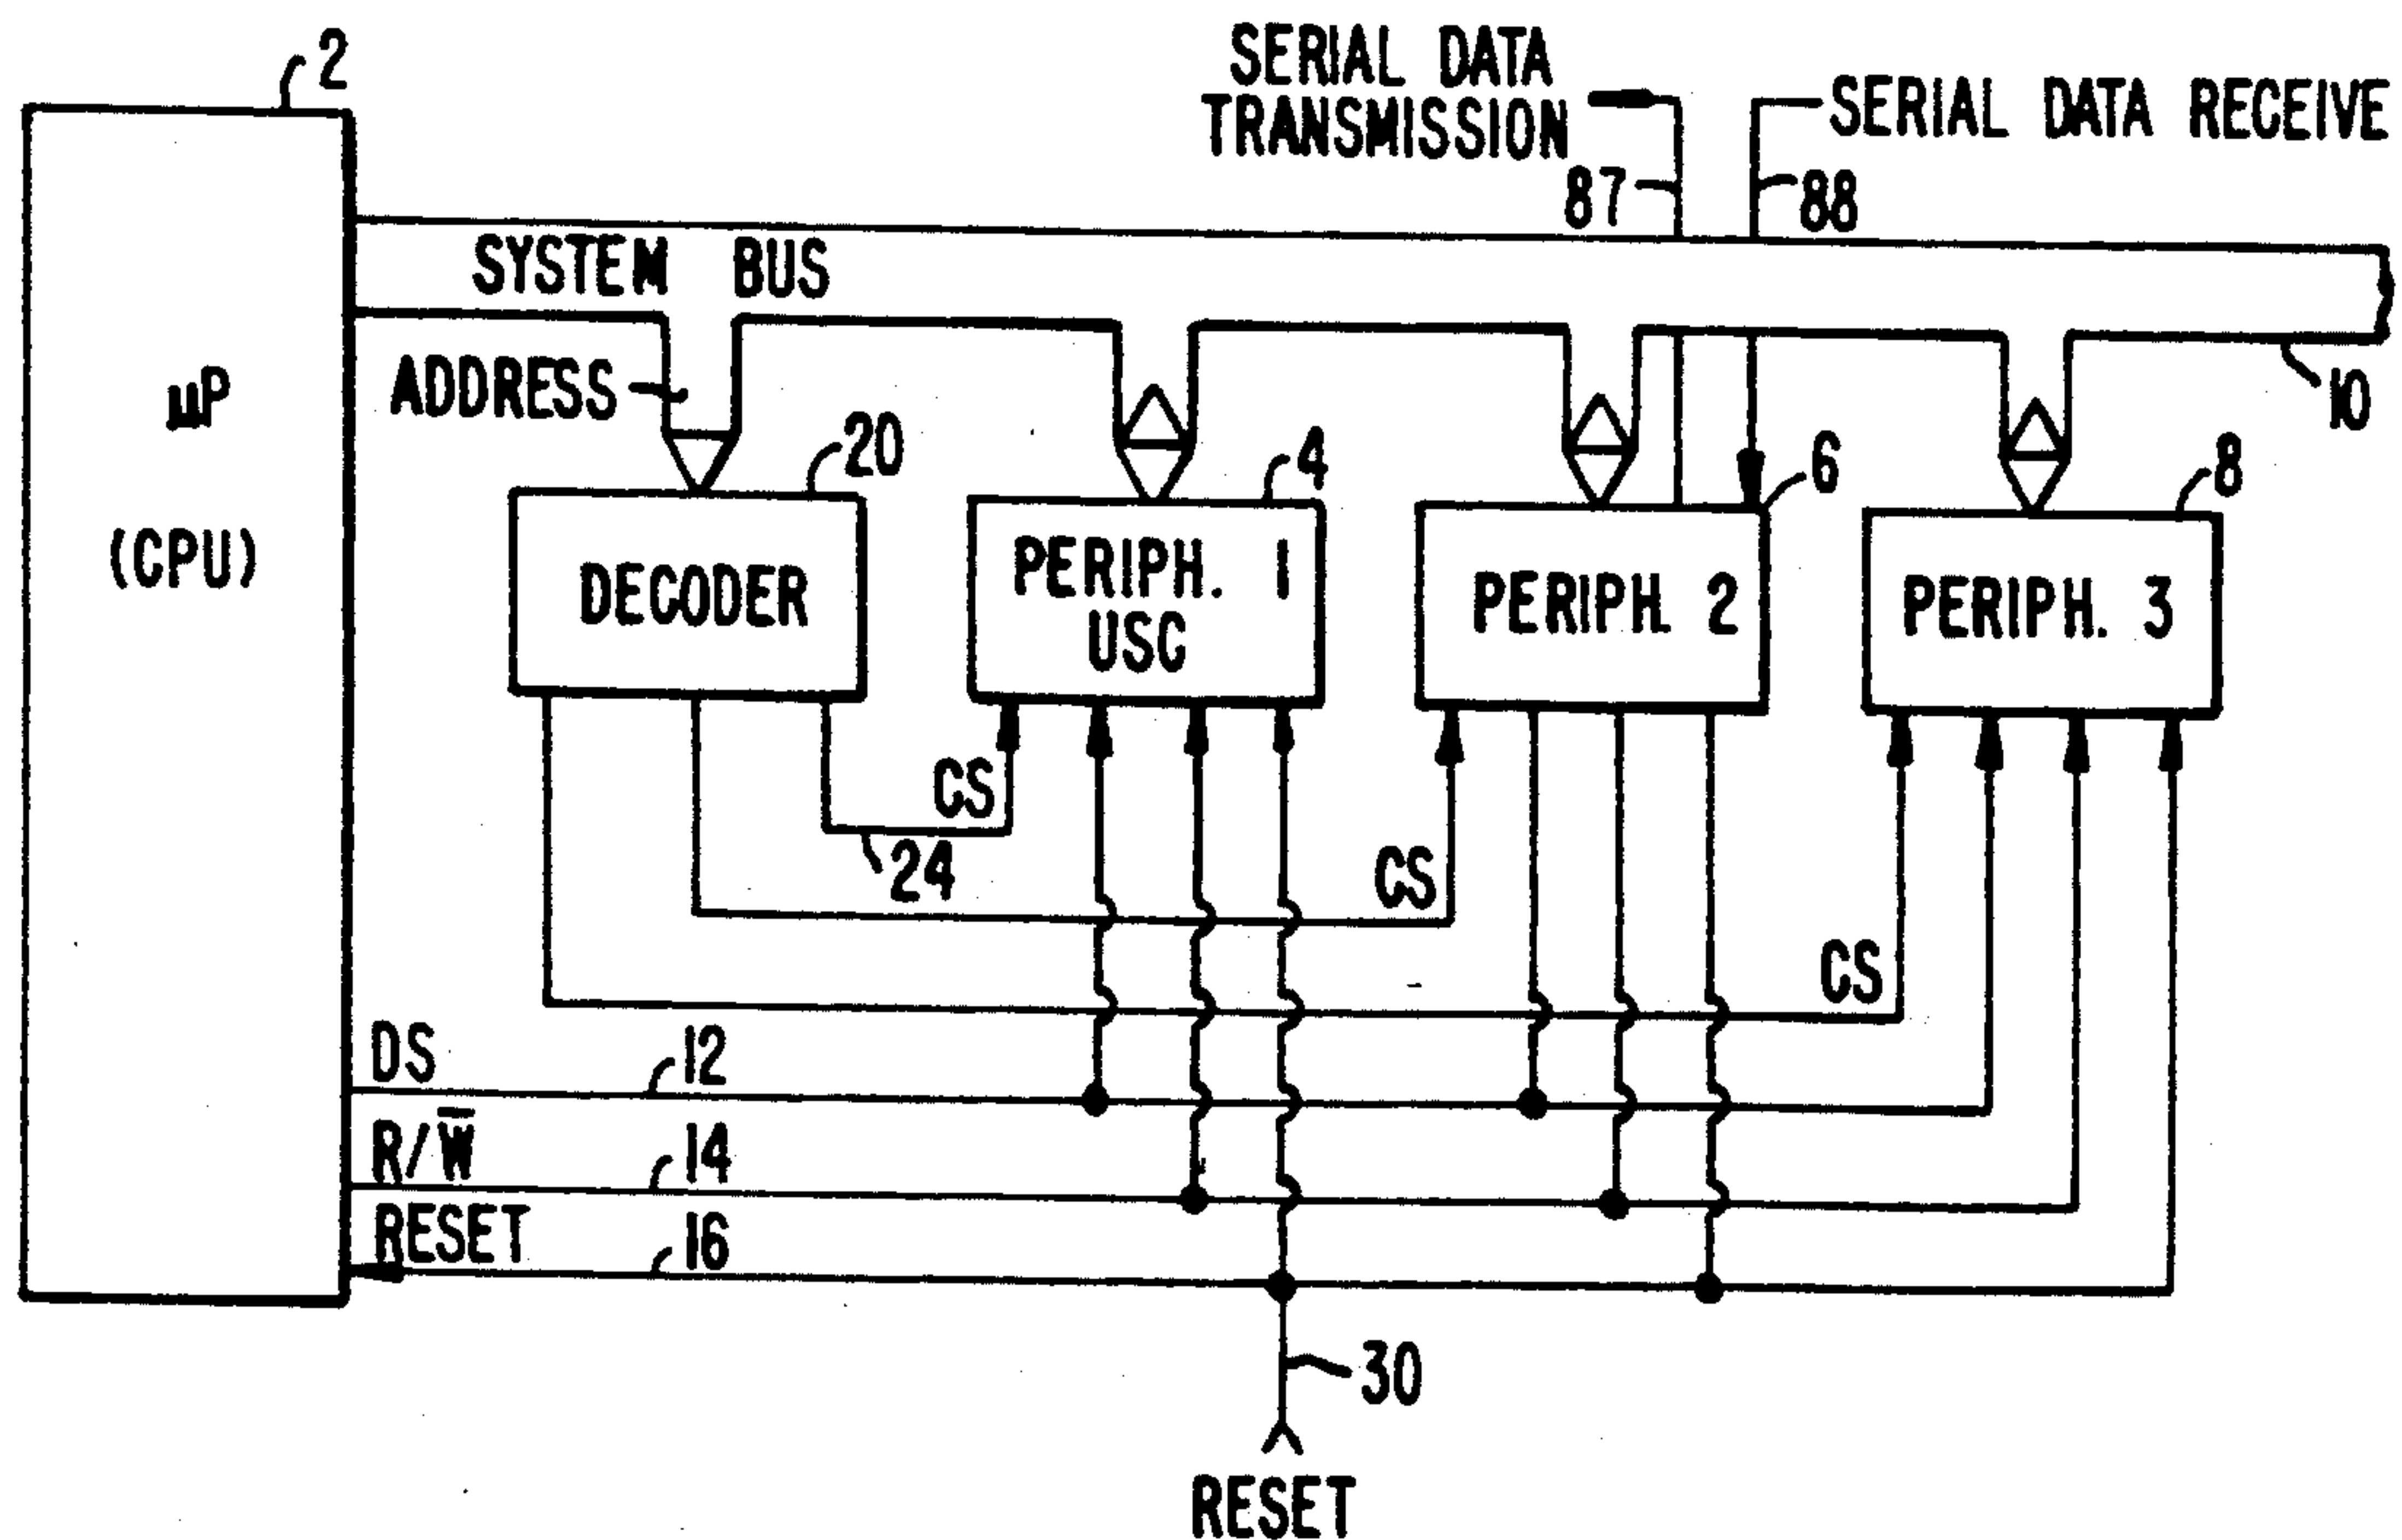 2
SERIAL DATA
TRANSMISSION
SERIAL DATA RECEIVE
87
88
SYSTEM BUS
µP
(CPU)
ADDRESS
10
20
4
6
8
DECODER
PERIPH. 1
USC
PERIPH. 2
PERIPH. 3
CS
24
CS
CS
DS
12
R/W̅
14
RESET
16
30
RESET